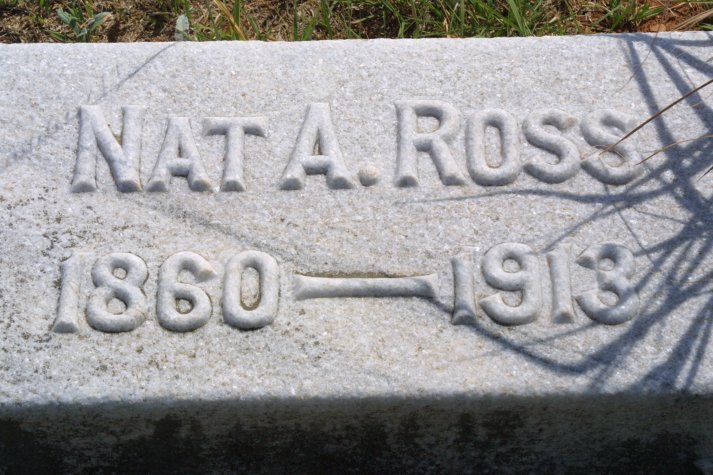 NAT A. ROSS
1860 — 1913